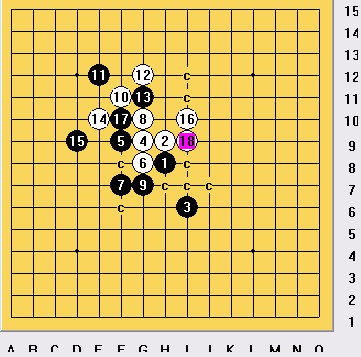 15
14
13
11 12 c 12
10 13 c 11
14 17 8 16 10
15 5 4 2 18 9
c 6 1 c 8
7 9 c c c 7
c 3 6
5
4
3
2
1
A B C D E F G H I J K L M N O